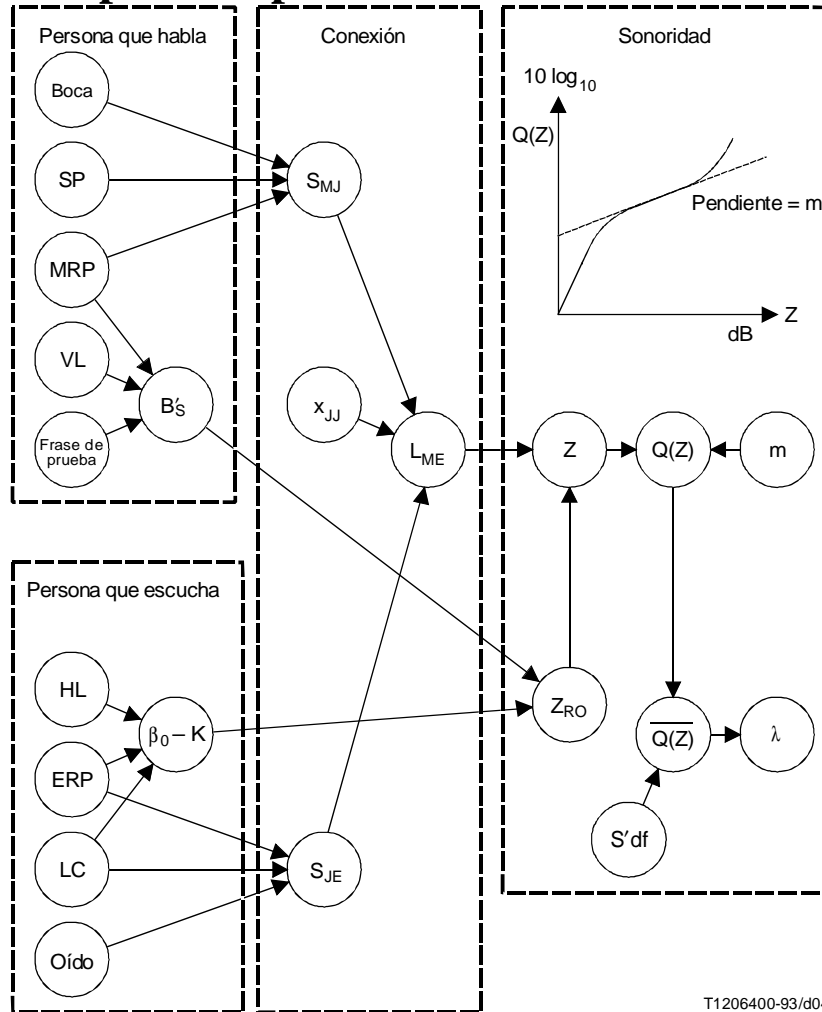 Persona que habla
Boca
SP
MRP
VL
Frase de
prueba
B′S
Conexión
SMJ
xJJ
LME
SJE
Sonoridad
10 log10
Q(Z)
Pendiente = m
Z
dB
Z
Q(Z)
m
ZRO
Q(Z)
λ
S′df
Persona que escucha
HL
ERP
LC
Oído
β0 – K
T1206400-93/d04